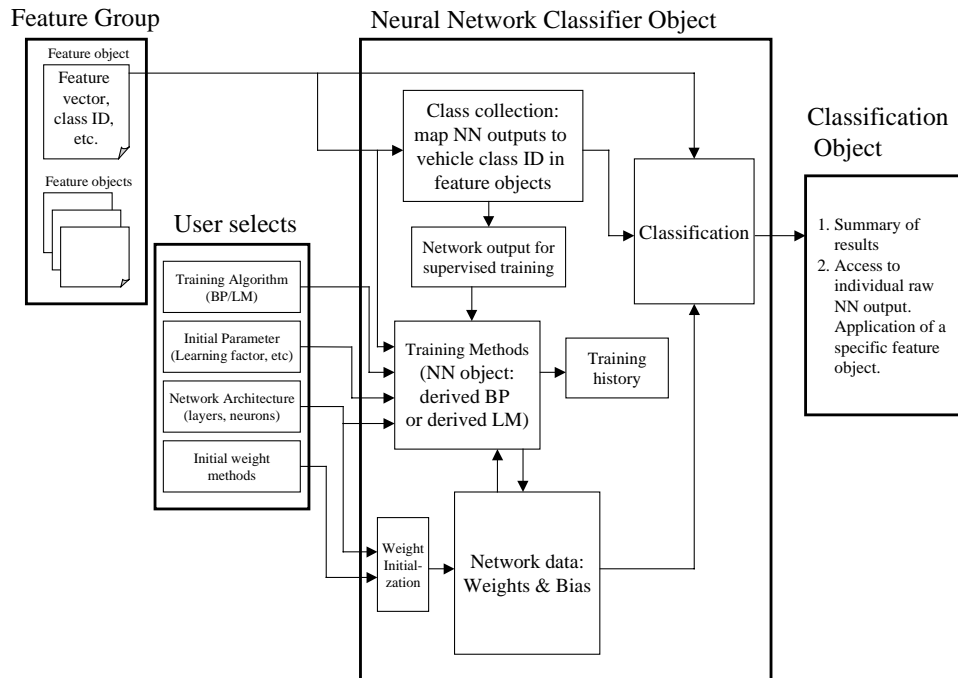 Feature Group
Feature object
Feature
vector,
class ID,
etc.
Feature objects
User selects
Training Algorithm
(BP/LM)
Initial Parameter
(Learning factor, etc)
Network Architecture
(layers, neurons)
Initial weight
methods
Neural Network Classifier Object
Class collection:
map NN outputs to
vehicle class ID in
feature objects
Network output for
supervised training
Training Methods
(NN object:
derived BP
or derived LM)
Training
history
Weight
Initial-
zation
Network data:
Weights & Bias
Classification
Classification
Object
1. Summary of
results
2. Access to
individual raw
NN output.
Application of a
specific feature
object.